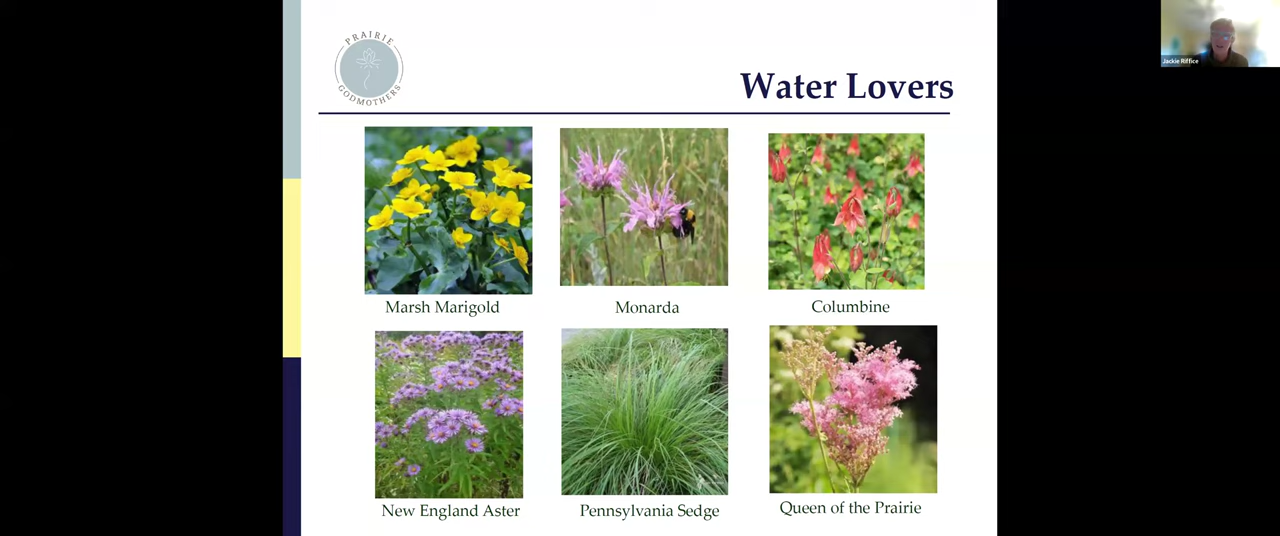 PRAIRIE
GODMOTHERS
Water Lovers
Jackie Riffice
Marsh Marigold
Monarda
Columbine
New England Aster
Pennsylvania Sedge
Queen of the Prairie